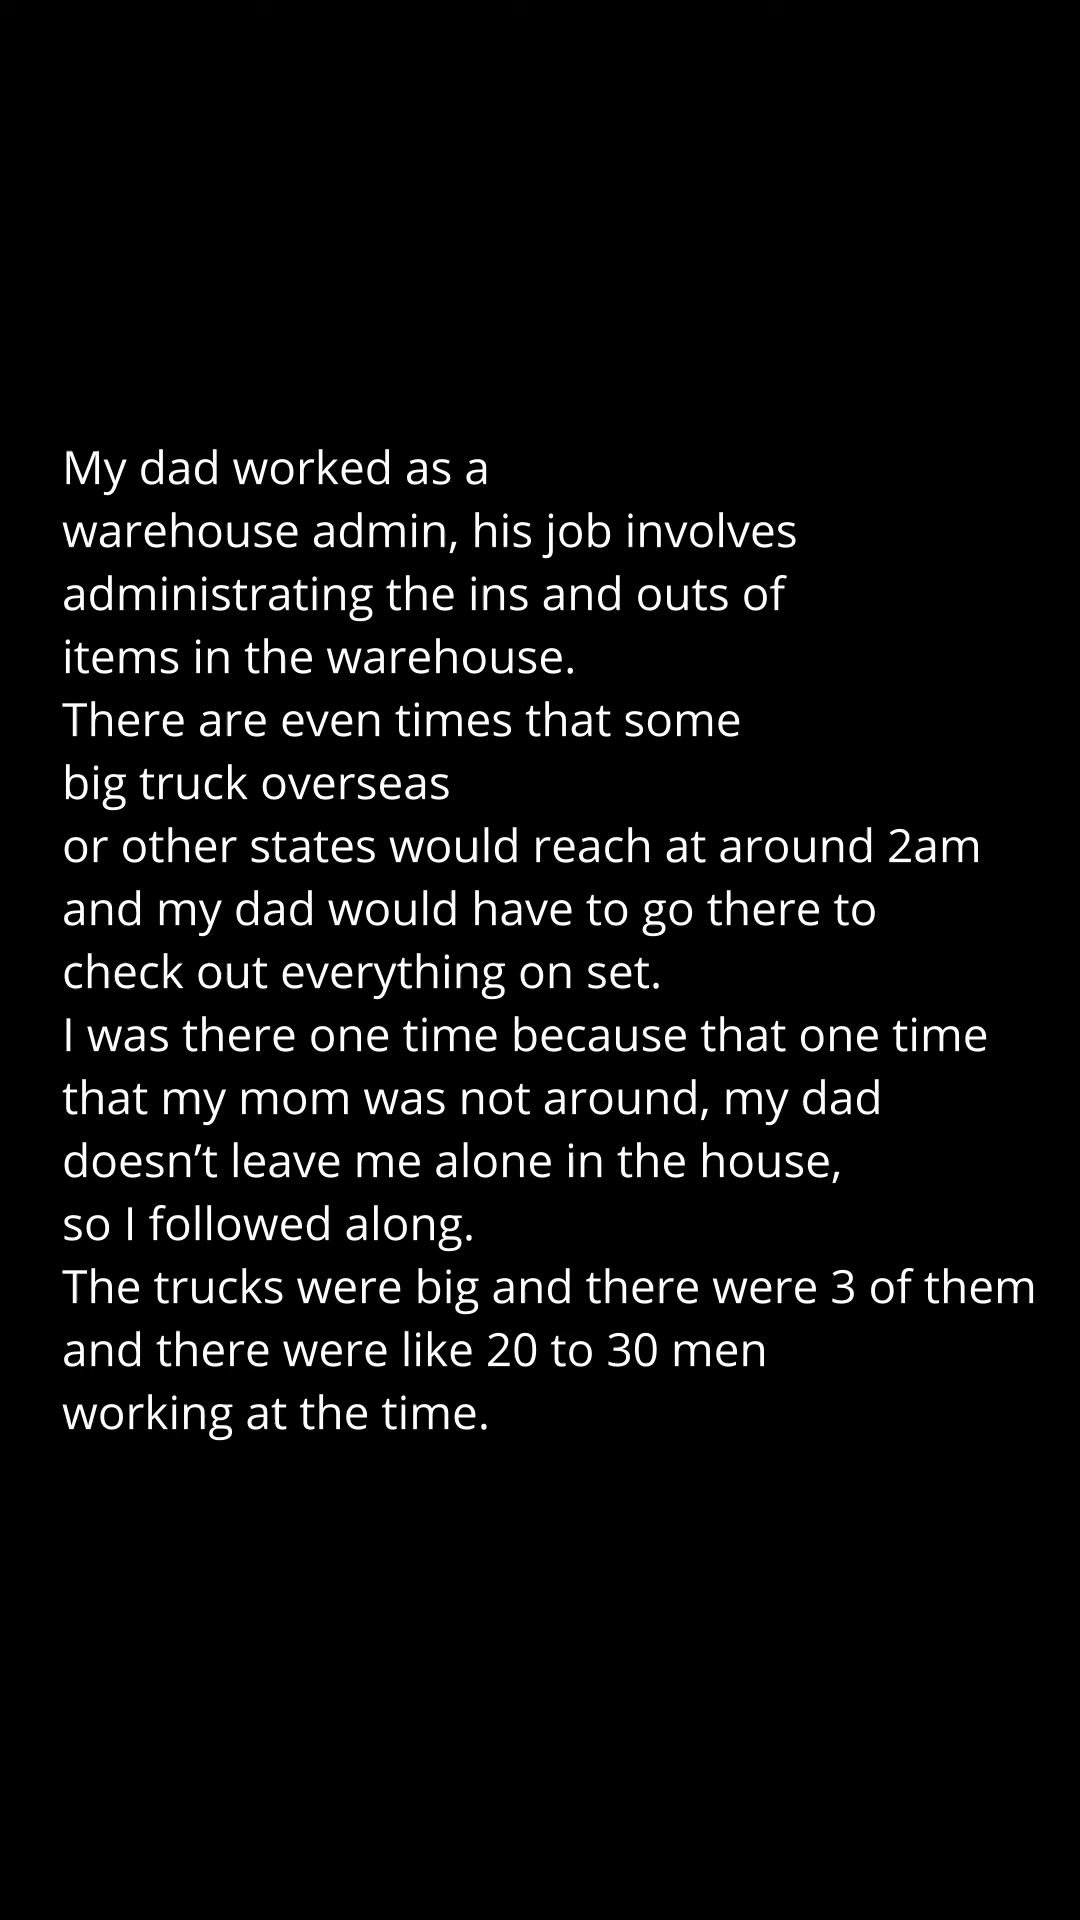 My dad worked as a
warehouse admin, his job involves
administrating the ins and outs of
items in the warehouse.
There are even times that some
big truck overseas
or other states would reach at around 2am
and my dad would have to go there to
check out everything on set.
I was there one time because that one time
that my mom was not around, my dad
doesn’t leave me alone in the house,
so I followed along.
The trucks were big and there were 3 of them
and there were like 20 to 30 men
working at the time.